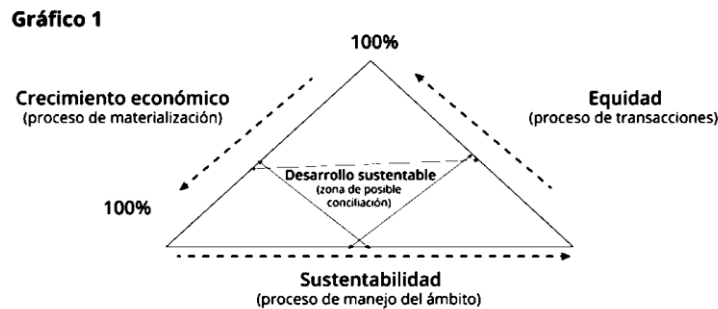 Gráfico 1
100%
Crecimiento económico
(proceso de materialización)
Equidad
(proceso de transacciones)
Desarrollo sustentable
(zona de posible
conciliación)
100%
Sustentabilidad
(proceso de manejo del ámbito)